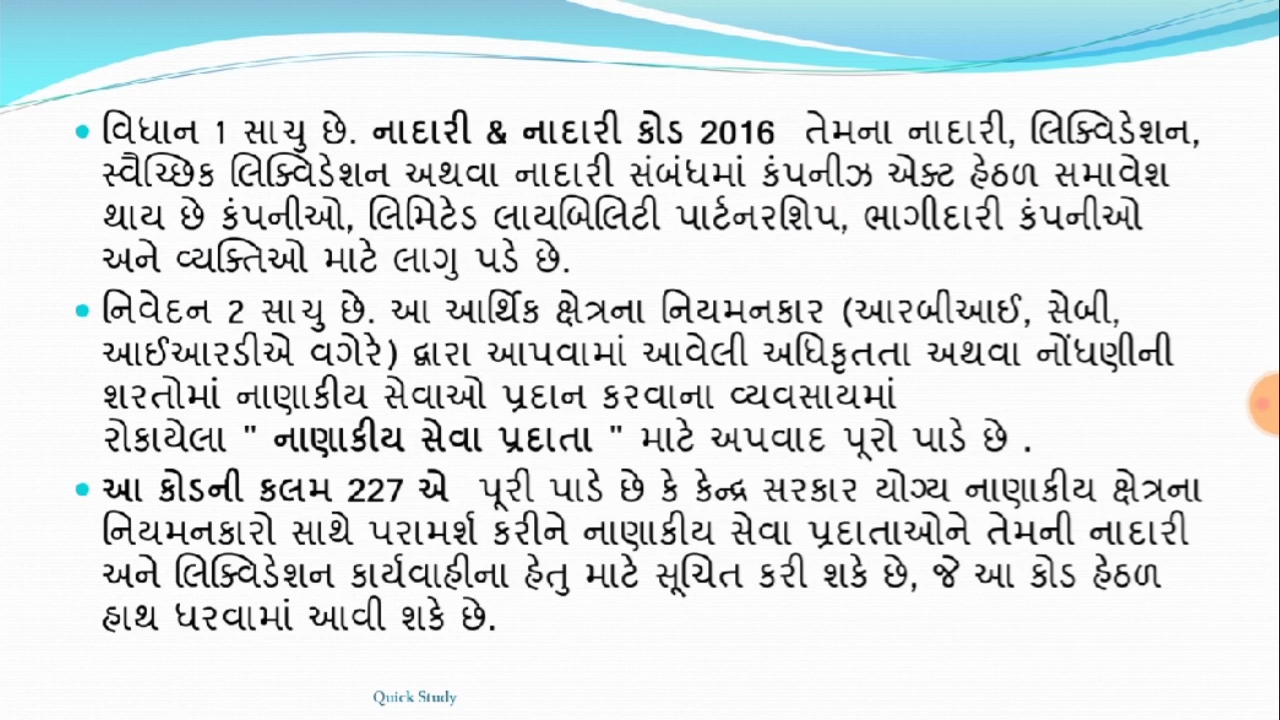 વિધાન 1 સાચુ છે. નાદારી & નાદારી કોડ 2016 તેમના નાદારી, લિક્વિડેશન,
સ્વૈચ્છિક લિક્વિડેશન અથવા નાદારી સંબંધમાં કંપનીઝ એક્ટ હેઠળ સમાવેશ
થાય છે કંપનીઓ, લિમિટેડ લાયબિલિટી પાર્ટનરશિપ, ભાગીદારી કંપનીઓ
અને વ્યક્તિઓ માટે લાગુ પડે છે.
નિવેદન 2 સાચુ છે. આ આર્થિક ક્ષેત્રના નિયમનકાર (આરબીઆઈ, સેબી,
આઈઆરડીએ વગેરે) દ્વારા આપવામાં આવેલી અધિકૃતતા અથવા નોંધણીની
શરતોમાં નાણાકીય સેવાઓ પ્રદાન કરવાના વ્યવસાયમાં
રોકાયેલા " નાણાકીય સેવા પ્રદાતા " માટે અપવાદ પૂરો પાડે છે .
આ કોડની કલમ 227 એ પૂરી પાડે છે કે કેન્દ્ર સરકાર યોગ્ય નાણાકીય ક્ષેત્રના
નિયમનકારો સાથે પરામર્શ કરીને નાણાકીય સેવા પ્રદાતાઓને તેમની નાદારી
અને લિક્વિડેશન કાર્યવાહીના હેતુ માટે સૂચિત કરી શકે છે, જે આ કોડ હેઠળ
હાથ ધરવામાં આવી શકે છે.
Quick Study